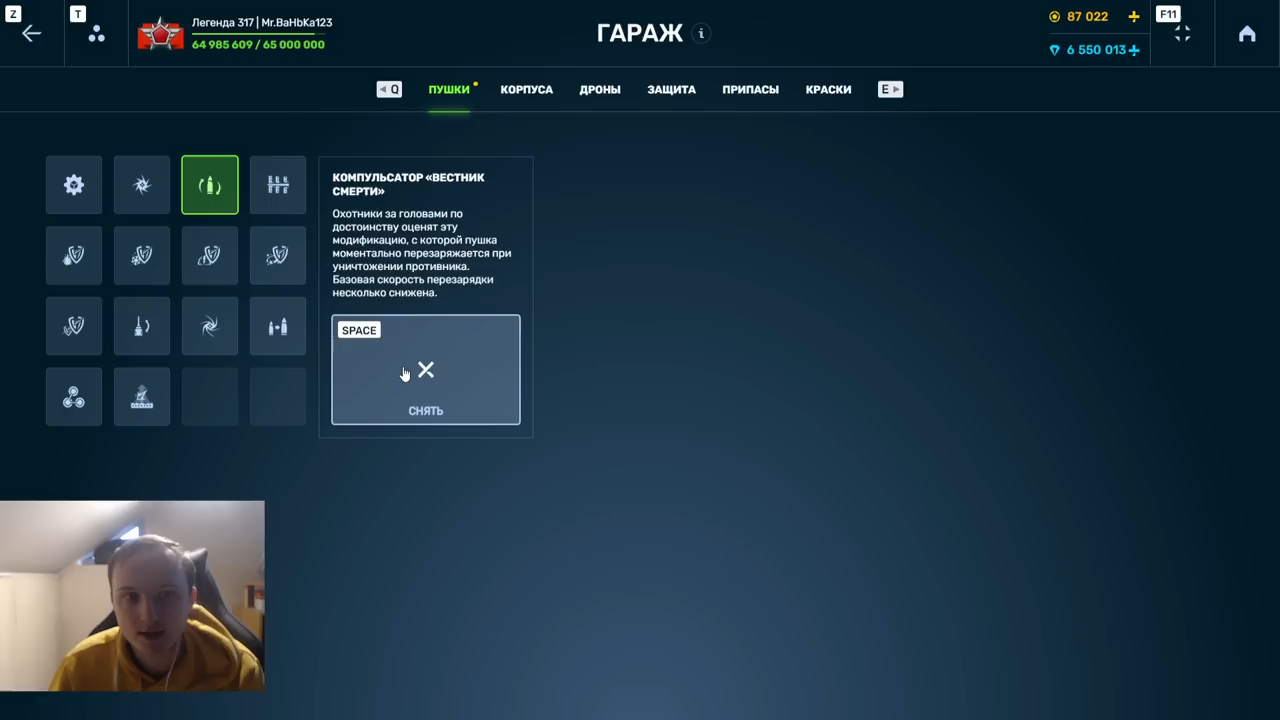 Z
T
Легенда 317 | Mr.BaHbKa123
64 985 609 / 65 000 000
ГАРАЖ
i
87 022 +
6 550 013 +
F11
◄ Q
ПУШКИ
КОРПУСА
ДРОНЫ
ЗАЩИТА
ПРИПАСЫ
КРАСКИ
E ►
КОМПУЛЬСАТОР «ВЕСТНИК
СМЕРТИ»
Охотники за головами по
достоинству оценят эту
модификацию, с которой пушка
моментально перезаряжается при
уничтожении противника.
Базовая скорость перезарядки
несколько снижена.
SPACE
СНЯТЬ